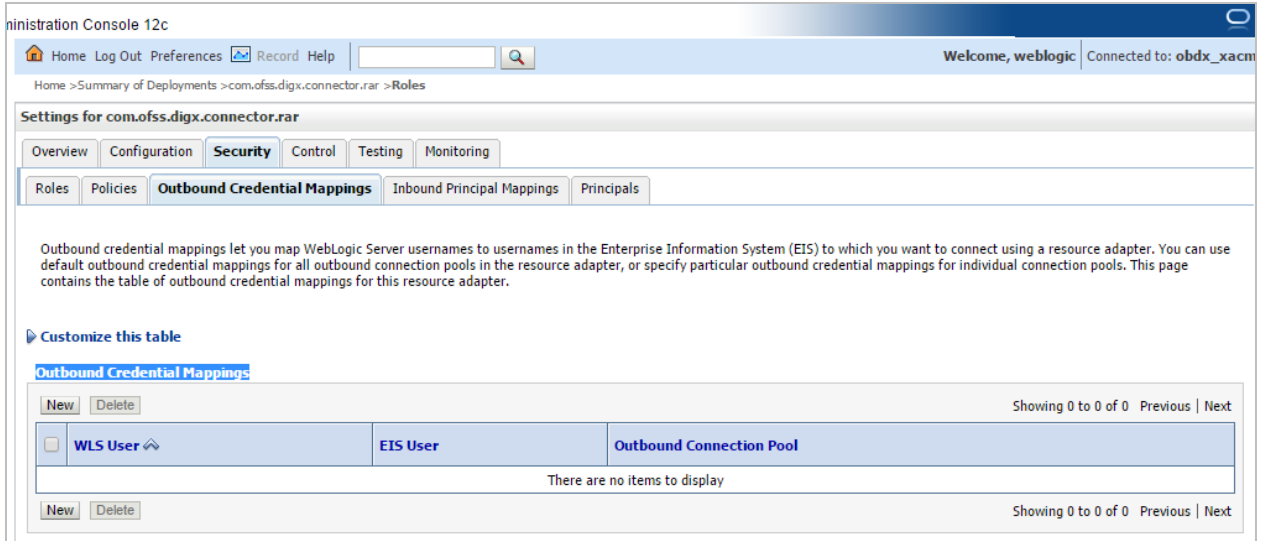 ninistration Console 12c
Home Log Out Preferences Record Help
Welcome, weblogic Connected to: obdx_xacm
Home >Summary of Deployments >com.ofss.digx.connector.rar >Roles
Settings for com.ofss.digx.connector.rar
Overview Configuration Security Control Testing Monitoring
Roles Policies Outbound Credential Mappings Inbound Principal Mappings Principals
Outbound credential mappings let you map WebLogic Server usernames to usernames in the Enterprise Information System (EIS) to which you want to connect using a resource adapter. You can use
default outbound credential mappings for all outbound connection pools in the resource adapter, or specify particular outbound credential mappings for individual connection pools. This page
contains the table of outbound credential mappings for this resource adapter.
Customize this table
Outbound Credential Mappings
New Delete Showing 0 to 0 of 0 Previous | Next
WLS User EIS User Outbound Connection Pool
There are no items to display
New Delete Showing 0 to 0 of 0 Previous | Next